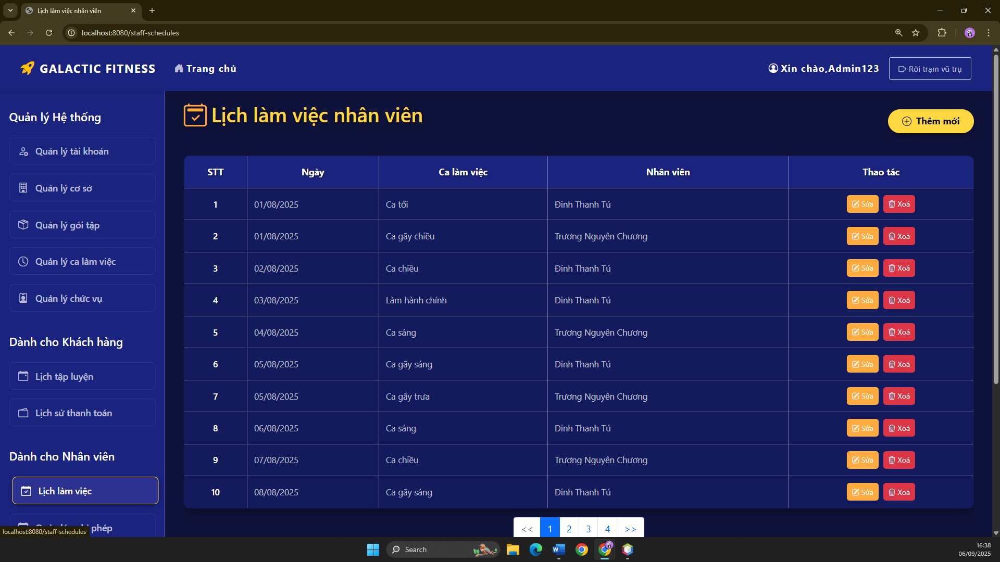 Lịch làm việc nhân viên
localhost:8080/staff-schedules
GALACTIC FITNESS
Trang chủ
Xin chào,Admin123
Rời trạm vũ trụ
Quản lý Hệ thống
Quản lý tài khoản
Quản lý cơ sở
Quản lý gói tập
Quản lý ca làm việc
Quản lý chức vụ
Dành cho Khách hàng
Lịch tập luyện
Lịch sử thanh toán
Dành cho Nhân viên
Lịch làm việc
phép
localhost:8080/staff-schedules
Lịch làm việc nhân viên
Thêm mới
STT Ngày Ca làm việc Nhân viên Thao tác
1 01/08/2025 Ca tối Đinh Thanh Tú Sửa Xoá
2 01/08/2025 Ca gãy chiều Trương Nguyên Chương Sửa Xoá
3 02/08/2025 Ca chiều Đinh Thanh Tú Sửa Xoá
4 03/08/2025 Làm hành chính Đinh Thanh Tú Sửa Xoá
5 04/08/2025 Ca sáng Trương Nguyên Chương Sửa Xoá
6 05/08/2025 Ca gãy sáng Đinh Thanh Tú Sửa Xoá
7 05/08/2025 Ca gãy trưa Trương Nguyên Chương Sửa Xoá
8 06/08/2025 Ca sáng Đinh Thanh Tú Sửa Xoá
9 07/08/2025 Ca chiều Trương Nguyên Chương Sửa Xoá
10 08/08/2025 Ca gãy sáng Đinh Thanh Tú Sửa Xoá
<< 1 2 3 4 >>
Search
16:38
06/09/2025